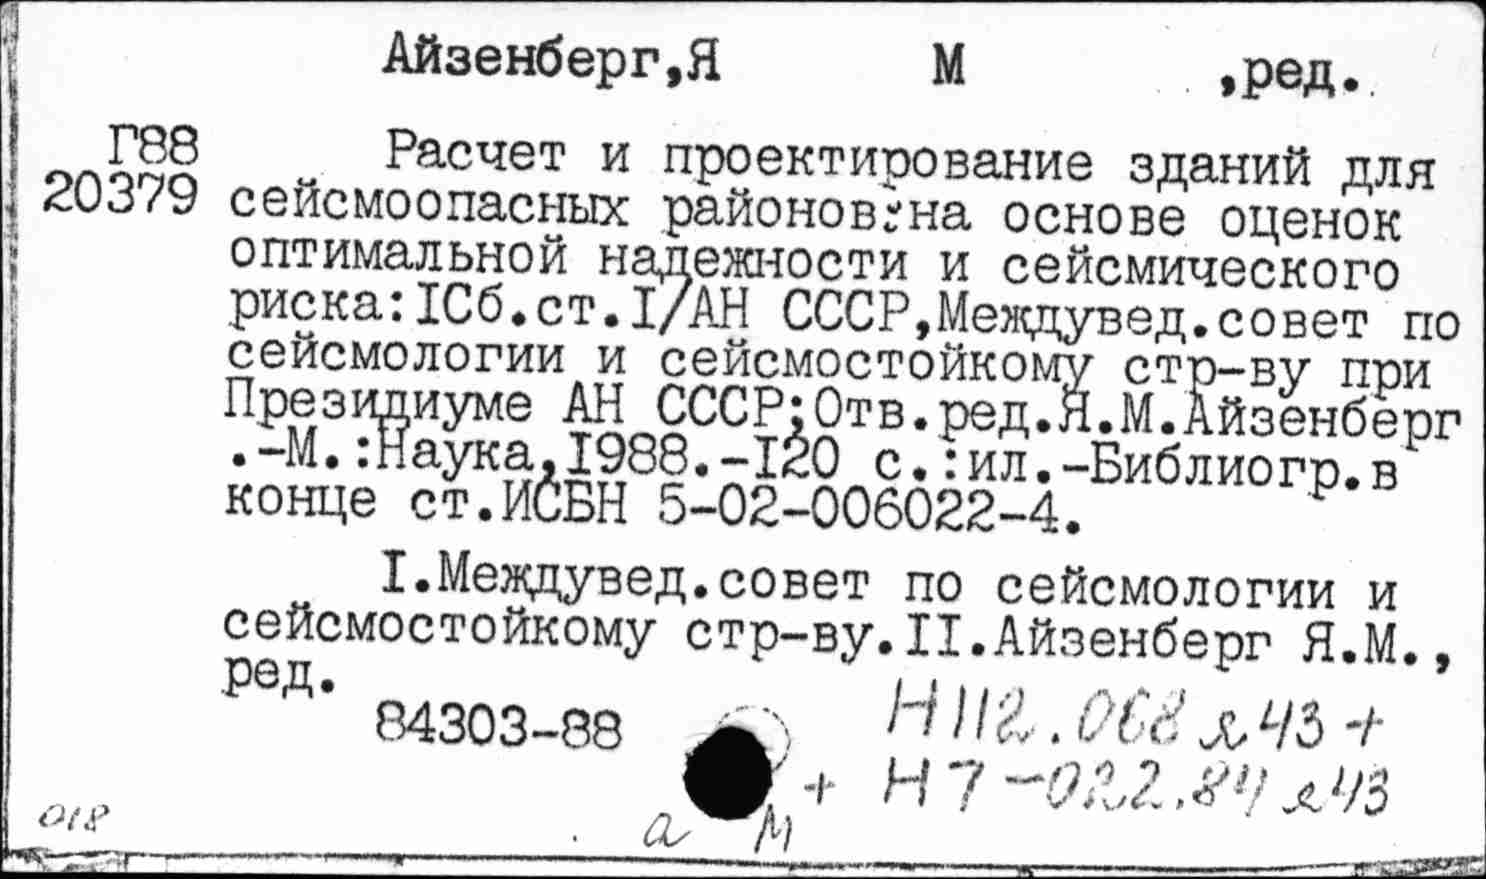 Айзенберг,Я М ,ред.
Г88 Расчет и проектирование зданий для
20379 сейсмоопасных районов:на основе оценок
оптимальной надежности и сейсмического
риска:IСб.ст.I/АН СССР,Междувед.совет по
сейсмологии и сейсмостойкому стр-ву при
Президиуме АН СССР;Отв.ред.Я.М.Айзенберг
.-М.:Наука,I988.-I20 с.:ил.-Библиогр.в
конце ст.ИСБН 5-02-006022-4.
I.Междувед.совет по сейсмологии и
сейсмостойкому стр-ву.II.Айзенберг Я.М.,
ред.
84303-88
Н112.068 я43 +
+ Н7-022.84 я43
018 а М